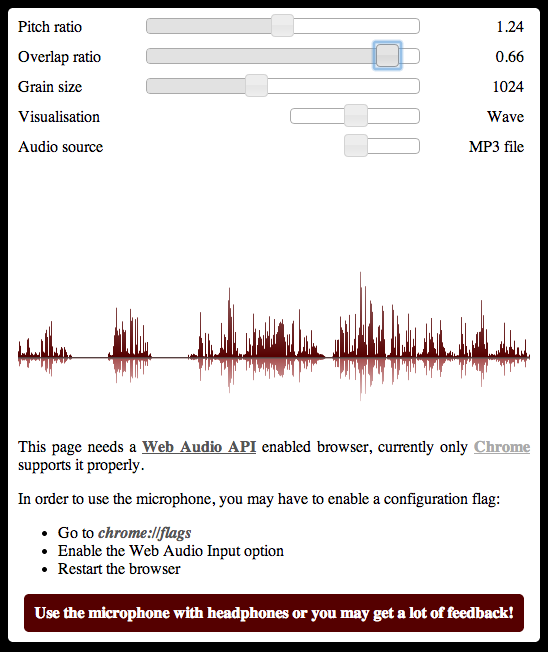 Pitch ratio 1.24
Overlap ratio 0.66
Grain size 1024
Visualisation Wave
Audio source MP3 file
This page needs a Web Audio API enabled browser, currently only Chrome
supports it properly.
In order to use the microphone, you may have to enable a configuration flag:
• Go to chrome://flags
• Enable the Web Audio Input option
• Restart the browser
Use the microphone with headphones or you may get a lot of feedback!